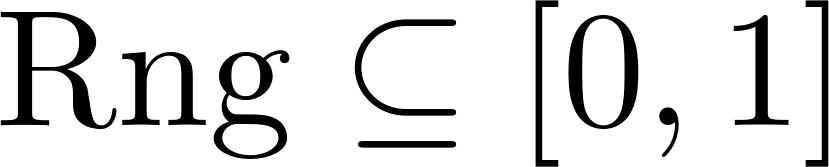 Rng ⊆ [0, 1]